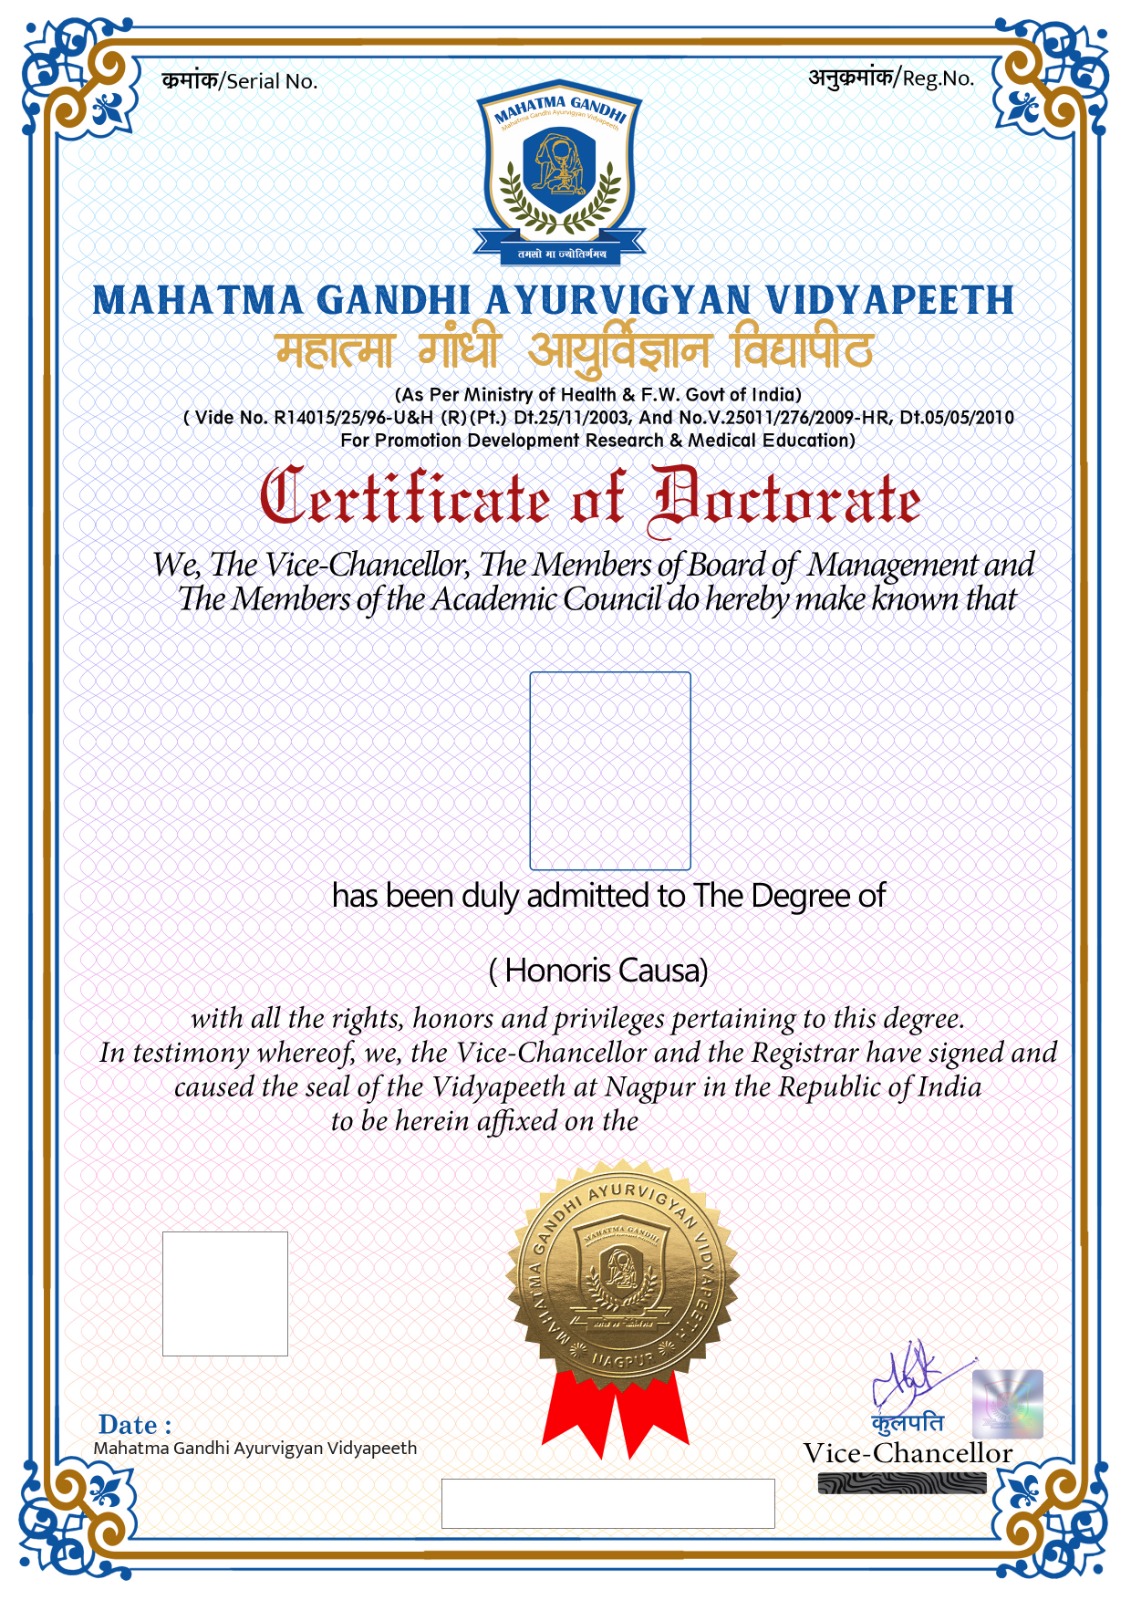 क्रमांक/Serial No.
अनुक्रमांक/Reg.No.
MAHATMA GANDHI
Mahatma Gandhi Ayurvigyan Vidyapeeth
तमसो मा ज्योतिर्गमय
MAHATMA GANDHI AYURVIGYAN VIDYAPEETH
महात्मा गांधी आयुर्विज्ञान विद्यापीठ
(As Per Ministry of Health & F.W. Govt of India)
( Vide No. R14015/25/96-U&H (R)(Pt.) Dt.25/11/2003, And No.V.25011/276/2009-HR, Dt.05/05/2010
For Promotion Development Research & Medical Education)
Certificate of Doctorate
We, The Vice-Chancellor, The Members of Board of Management and
The Members of the Academic Council do hereby make known that
has been duly admitted to The Degree of
( Honoris Causa)
with all the rights, honors and privileges pertaining to this degree.
In testimony whereof, we, the Vice-Chancellor and the Registrar have signed and
caused the seal of the Vidyapeeth at Nagpur in the Republic of India
to be herein affixed on the
MAHATMA GANDHI AYURVIGYAN VIDYAPEETH
MAHATMA GANDHI
NAGPUR
कुलपति
Date :
Mahatma Gandhi Ayurvigyan Vidyapeeth
Vice-Chancellor